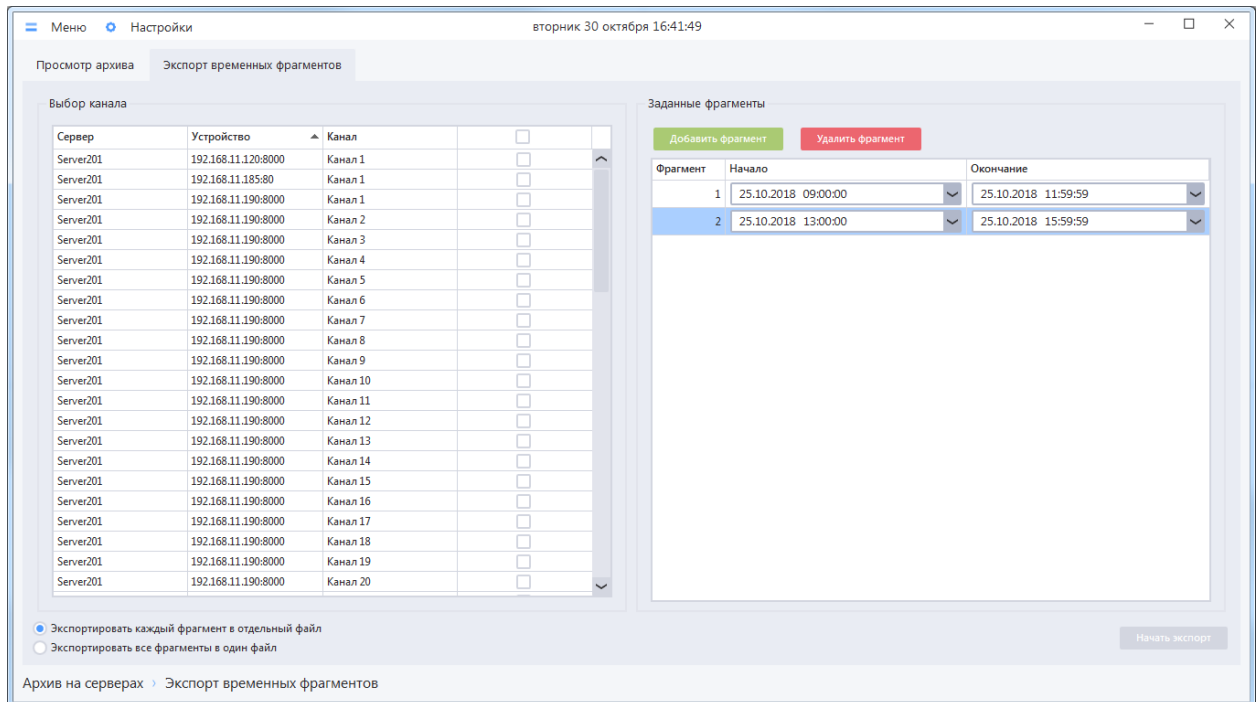 Меню Настройки вторник 30 октября 16:41:49
Просмотр архива Экспорт временных фрагментов
Выбор канала
Сервер Устройство Канал
Server201 192.168.11.120:8000 Канал 1
Server201 192.168.11.185:80 Канал 1
Server201 192.168.11.190:8000 Канал 1
Server201 192.168.11.190:8000 Канал 2
Server201 192.168.11.190:8000 Канал 3
Server201 192.168.11.190:8000 Канал 4
Server201 192.168.11.190:8000 Канал 5
Server201 192.168.11.190:8000 Канал 6
Server201 192.168.11.190:8000 Канал 7
Server201 192.168.11.190:8000 Канал 8
Server201 192.168.11.190:8000 Канал 9
Server201 192.168.11.190:8000 Канал 10
Server201 192.168.11.190:8000 Канал 11
Server201 192.168.11.190:8000 Канал 12
Server201 192.168.11.190:8000 Канал 13
Server201 192.168.11.190:8000 Канал 14
Server201 192.168.11.190:8000 Канал 15
Server201 192.168.11.190:8000 Канал 16
Server201 192.168.11.190:8000 Канал 17
Server201 192.168.11.190:8000 Канал 18
Server201 192.168.11.190:8000 Канал 19
Server201 192.168.11.190:8000 Канал 20
Заданные фрагменты
Добавить фрагмент Удалить фрагмент
Фрагмент Начало Окончание
1 25.10.2018 09:00:00 25.10.2018 11:59:59
2 25.10.2018 13:00:00 25.10.2018 15:59:59
Экспортировать каждый фрагмент в отдельный файл
Экспортировать все фрагменты в один файл
Начать экспорт
Архив на серверах › Экспорт временных фрагментов